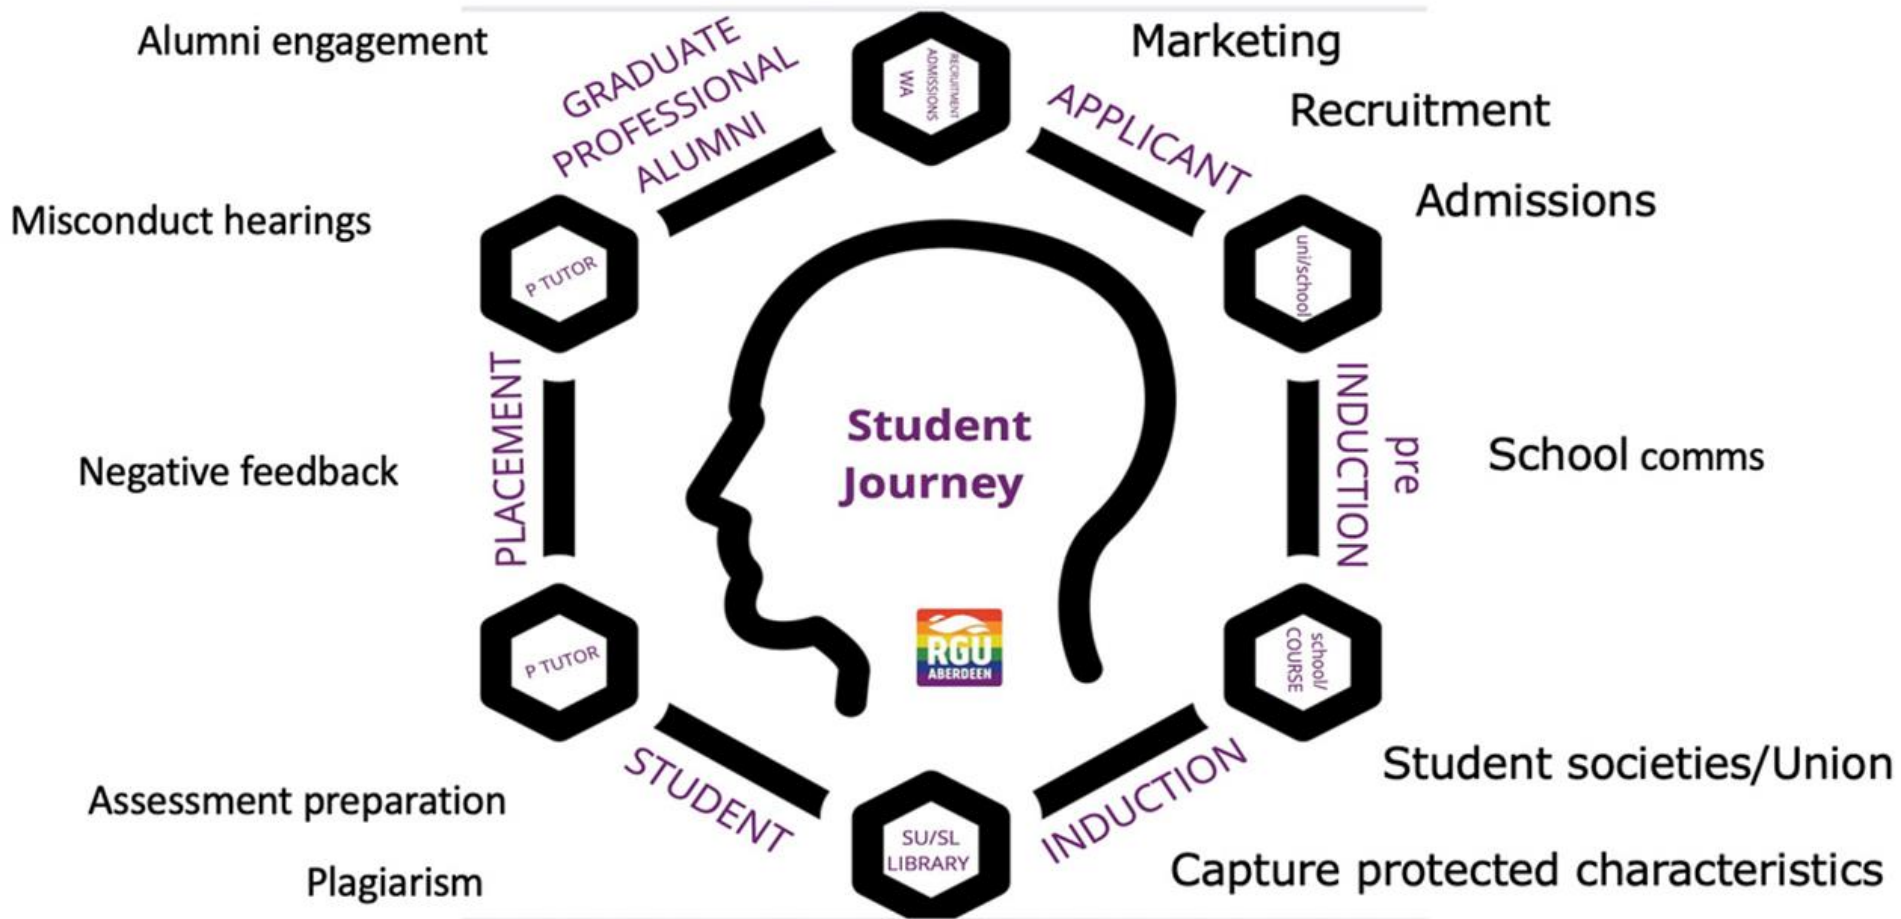 Alumni engagement
GRADUATE
PROFESSIONAL
ALUMNI
RECRUITMENT
ADMISSIONS
WA
Marketing
APPLICANT
Recruitment
Admissions
Misconduct hearings
P TUTOR
uni/school
PLACEMENT
Student
Journey
pre
INDUCTION
School comms
Negative feedback
P TUTOR
RGU
ABERDEEN
school/
COURSE
STUDENT
INDUCTION
Student societies/Union
Assessment preparation
SU/SL
LIBRARY
Capture protected characteristics
Plagiarism